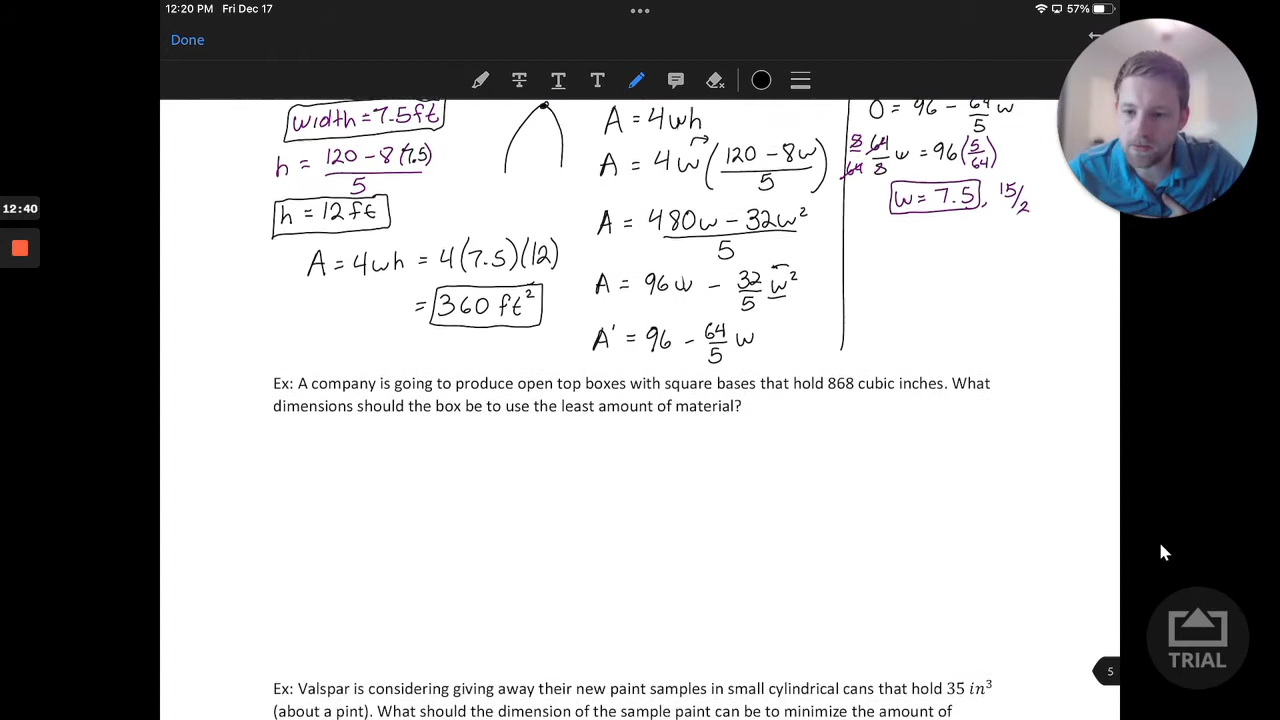 12:20 PM Fri Dec 17
57%
Done
12:40
width = 7.5ft
h = 120 - 8(7.5) / 5
h = 12 ft
A = 4wh = 4(7.5)(12)
= 360 ft²
A = 4wh
A = 4w (120 - 8w / 5)
A = 480w - 32w² / 5
A = 96w - 32/5 w²
A' = 96 - 64/5 w
0 = 96 - 64/5 w
8/64 64/8 w = 96 (5/64)
w = 7.5, 15/2
Ex: A company is going to produce open top boxes with square bases that hold 868 cubic inches. What
dimensions should the box be to use the least amount of material?
5
TRIAL
Ex: Valspar is considering giving away their new paint samples in small cylindrical cans that hold 35 in³
(about a pint). What should the dimension of the sample paint can be to minimize the amount of